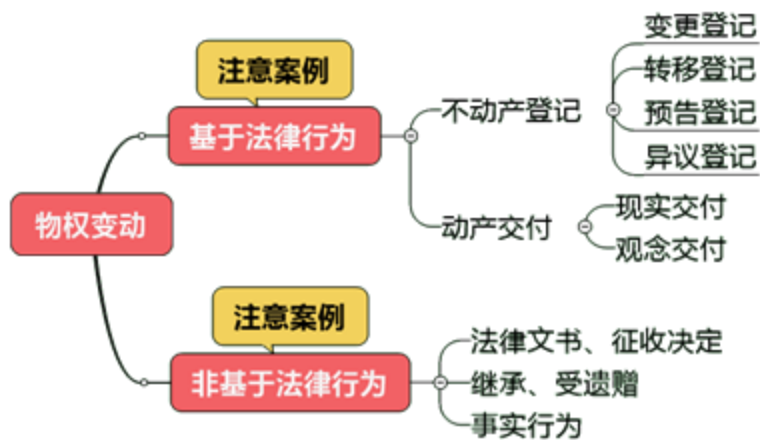 物权变动
注意案例
基于法律行为
不动产登记
变更登记
转移登记
预告登记
异议登记
动产交付
现实交付
观念交付
注意案例
非基于法律行为
法律文书、征收决定
继承、受遗赠
事实行为